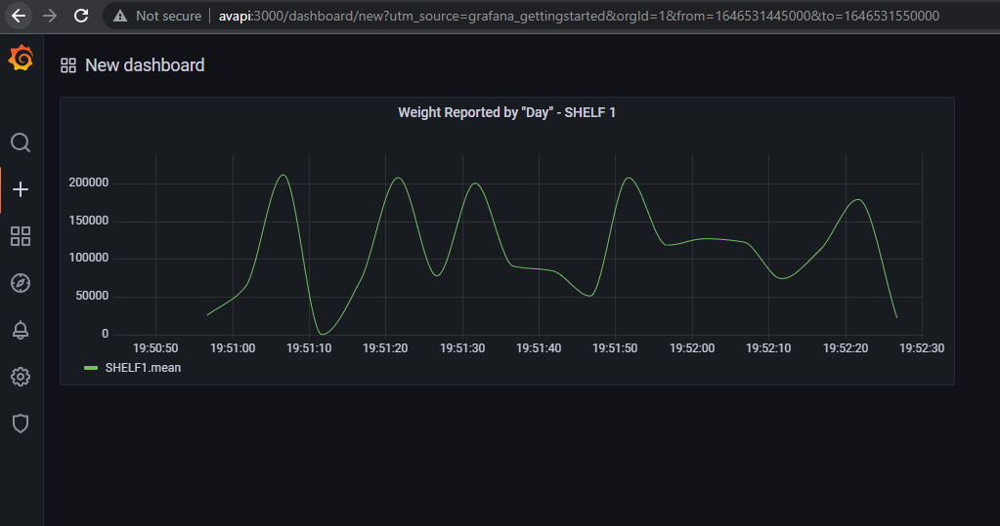 Not secure | avapi:3000/dashboard/new?utm_source=grafana_gettingstarted&orgId=1&from=1646531445000&to=1646531550000
New dashboard
Weight Reported by "Day" - SHELF 1
200000
150000
100000
50000
0
19:50:50 19:51:00 19:51:10 19:51:20 19:51:30 19:51:40 19:51:50 19:52:00 19:52:10 19:52:20 19:52:30
SHELF1.mean